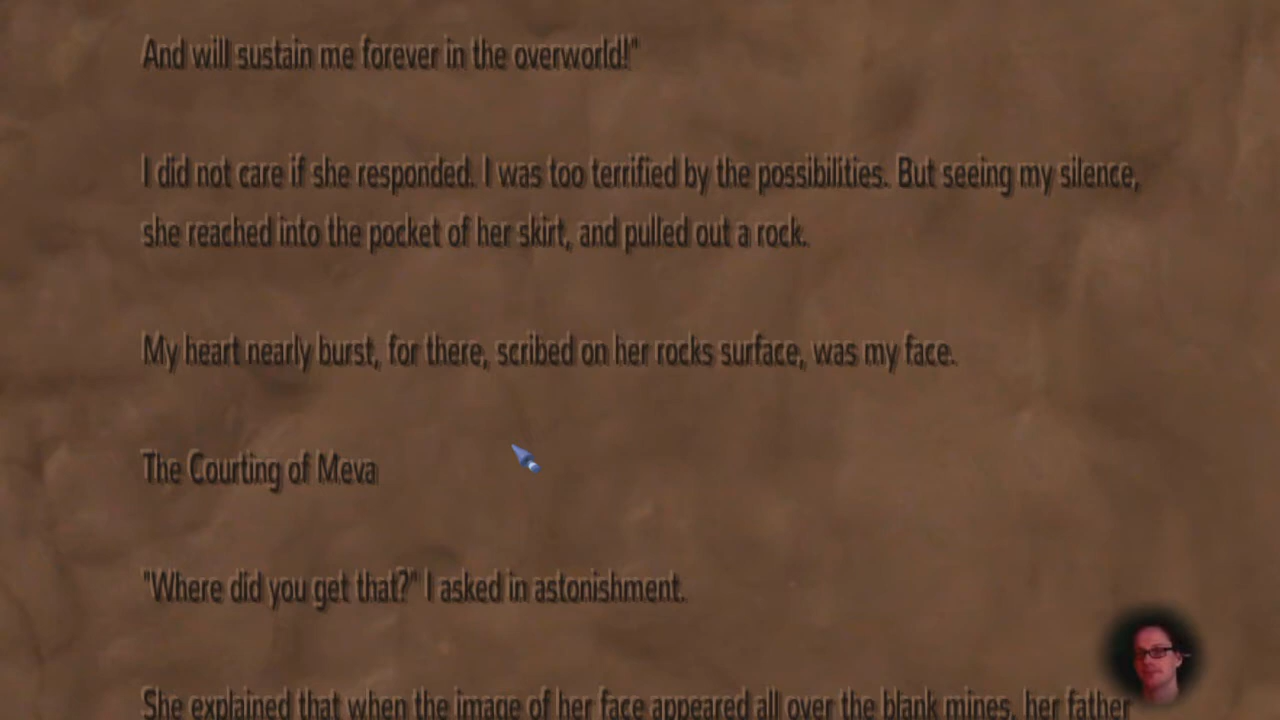 And will sustain me forever in the overworld!"
I did not care if she responded. I was too terrified by the possibilities. But seeing my silence,
she reached into the pocket of her skirt, and pulled out a rock.
My heart nearly burst, for there, scribed on her rocks surface, was my face.
The Courting of Meva
"Where did you get that?" I asked in astonishment.
She explained that when the image of her face appeared all over the blank mines, her father